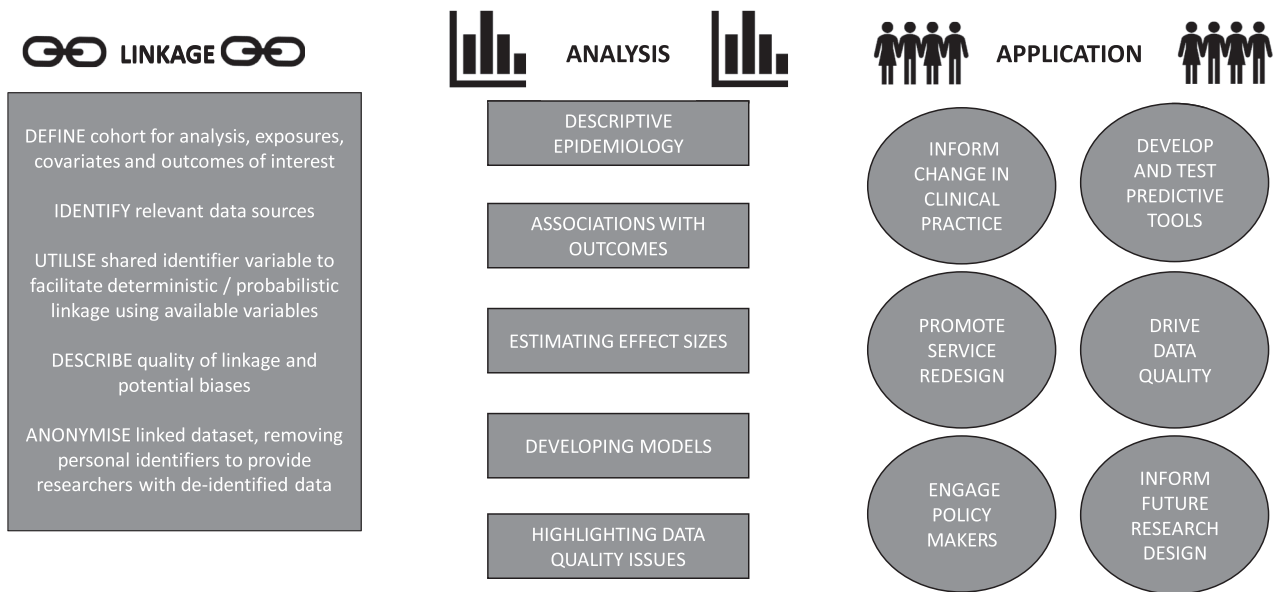 LINKAGE
DEFINE cohort for analysis, exposures,
covariates and outcomes of interest
IDENTIFY relevant data sources
UTILISE shared identifier variable to
facilitate deterministic / probabilistic
linkage using available variables
DESCRIBE quality of linkage and
potential biases
ANONYMISE linked dataset, removing
personal identifiers to provide
researchers with de-identified data
ANALYSIS
DESCRIPTIVE
EPIDEMIOLOGY
ASSOCIATIONS WITH
OUTCOMES
ESTIMATING EFFECT SIZES
DEVELOPING MODELS
HIGHLIGHTING DATA
QUALITY ISSUES
APPLICATION
INFORM
CHANGE IN
CLINICAL
PRACTICE
DEVELOP
AND TEST
PREDICTIVE
TOOLS
PROMOTE
SERVICE
REDESIGN
DRIVE
DATA
QUALITY
ENGAGE
POLICY
MAKERS
INFORM
FUTURE
RESEARCH
DESIGN